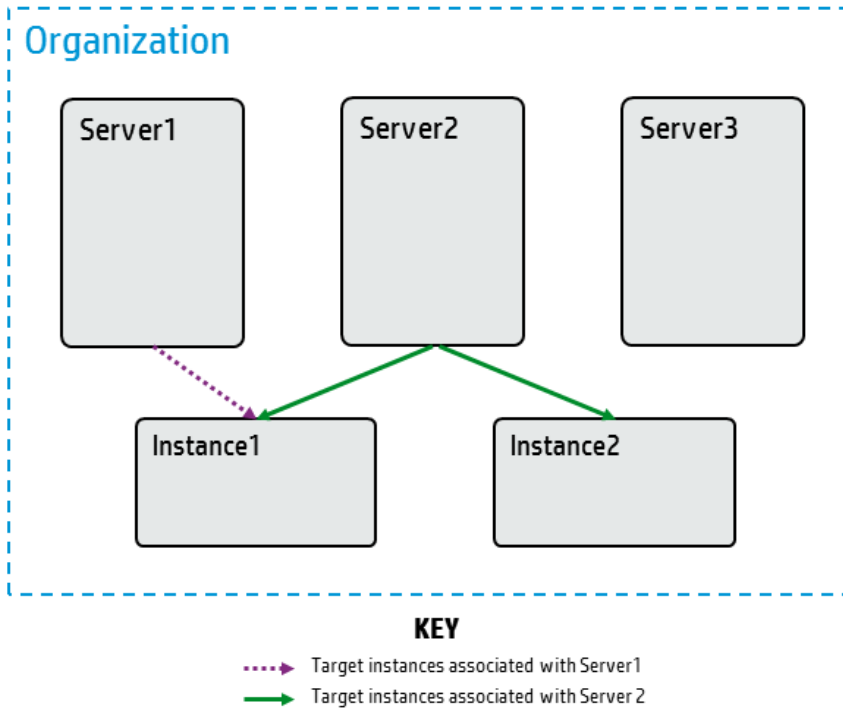 Organization
Server1
Server2
Server3
Instance1
Instance2
KEY
Target instances associated with Server1
Target instances associated with Server 2